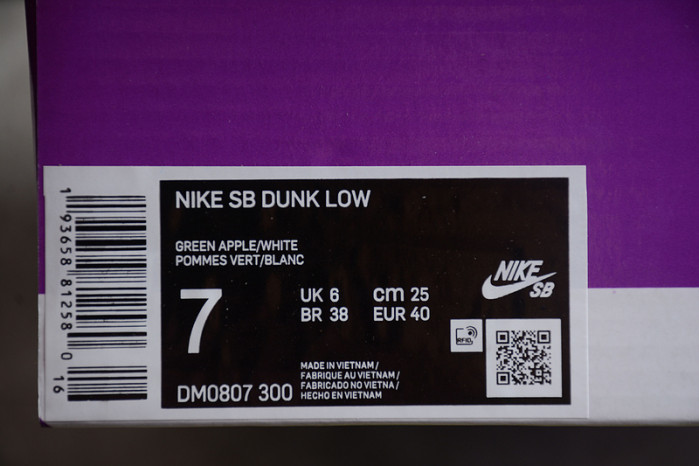 1 93658 81258 0 16
NIKE SB DUNK LOW
GREEN APPLE/WHITE
POMMES VERT/BLANC
7
UK 6 cm 25
BR 38 EUR 40
NIKE
SB
RFID
DM0807 300
MADE IN VIETNAM /
FABRIQUE AU VIETNAM /
FABRICADO NO VIETNA /
HECHO EN VIETNAM